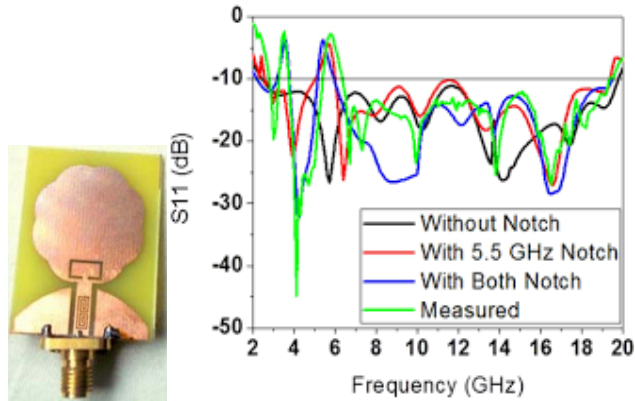 0
-10
-20
-30
-40
-50
S11 (dB)
Without Notch
With 5.5 GHz Notch
With Both Notch
Measured
2 4 6 8 10 12 14 16 18 20
Frequency (GHz)